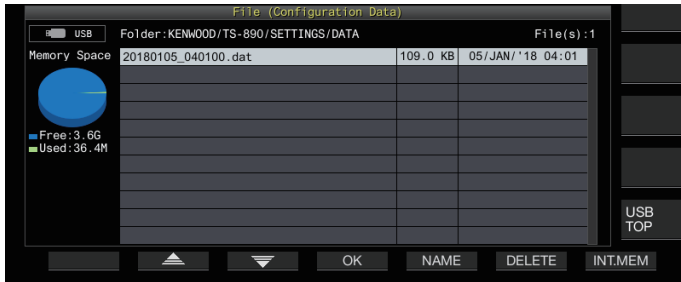 File (Configuration Data)
USB
Folder:KENWOOD/TS-890/SETTINGS/DATA
File(s):1
Memory Space
20180105_040100.dat
109.0 KB
05/JAN/'18 04:01
Free:3.6G
Used:36.4M
USB
TOP
OK
NAME
DELETE
INT.MEM